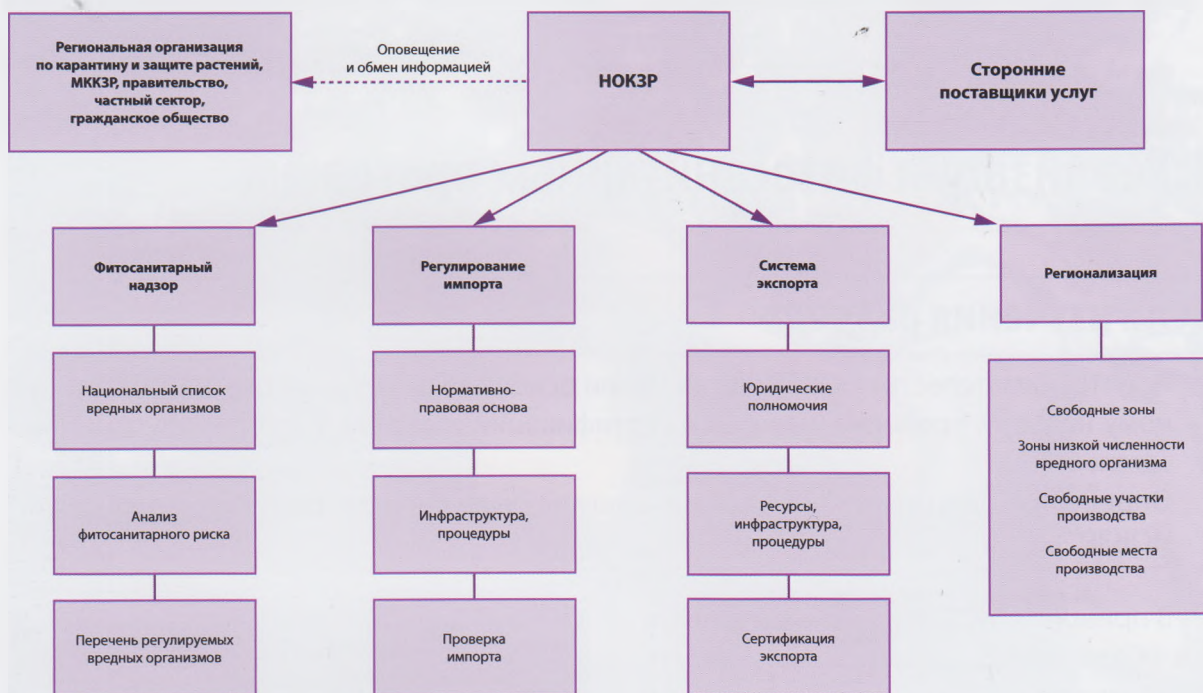 Региональная организация
по карантину и защите растений,
МККЗР, правительство,
частный сектор,
гражданское общество
Оповещение
и обмен информацией
НОКЗР
Сторонние
поставщики услуг
Фитосанитарный
надзор
Национальный список
вредных организмов
Анализ
фитосанитарного риска
Перечень регулируемых
вредных организмов
Регулирование
импорта
Нормативно-
правовая основа
Инфраструктура,
процедуры
Проверка
импорта
Система
экспорта
Юридические
полномочия
Ресурсы,
инфраструктура,
процедуры
Сертификация
экспорта
Регионализация
Свободные зоны
Зоны низкой численности
вредного организма
Свободные участки
производства
Свободные места
производства